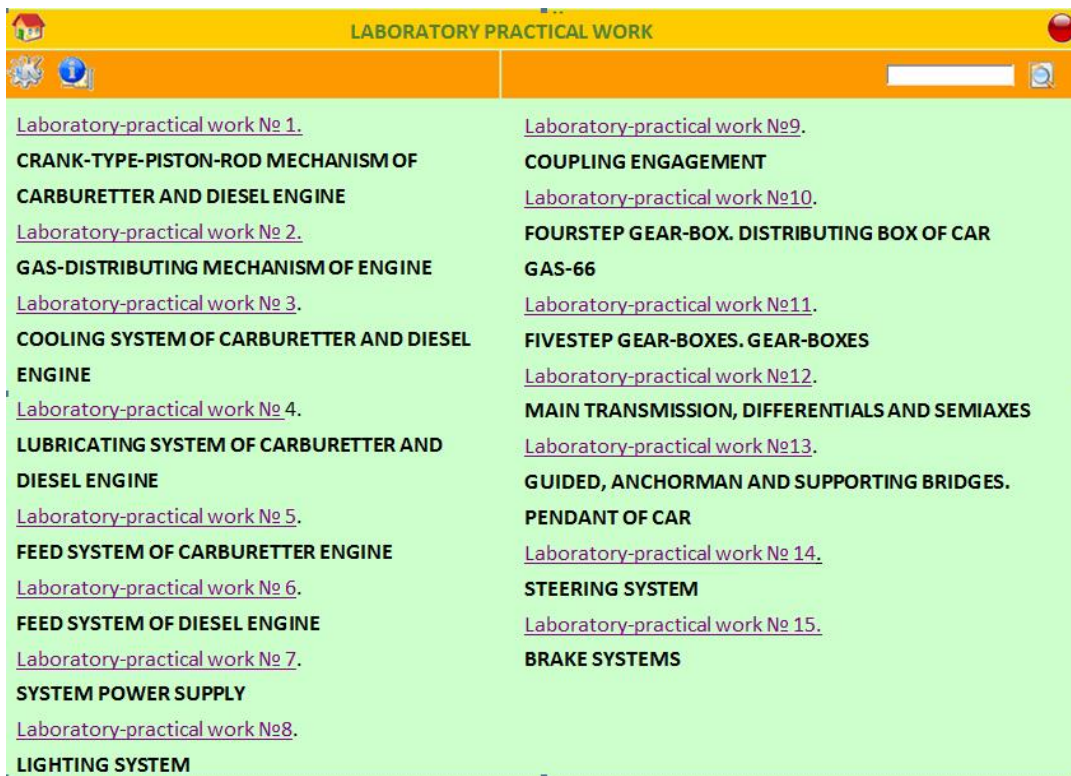 LABORATORY PRACTICAL WORK
Laboratory-practical work № 1.
CRANK-TYPE-PISTON-ROD MECHANISM OF
CARBURETTER AND DIESEL ENGINE
Laboratory-practical work № 2.
GAS-DISTRIBUTING MECHANISM OF ENGINE
Laboratory-practical work № 3.
COOLING SYSTEM OF CARBURETTER AND DIESEL
ENGINE
Laboratory-practical work № 4.
LUBRICATING SYSTEM OF CARBURETTER AND
DIESEL ENGINE
Laboratory-practical work № 5.
FEED SYSTEM OF CARBURETTER ENGINE
Laboratory-practical work № 6.
FEED SYSTEM OF DIESEL ENGINE
Laboratory-practical work № 7.
SYSTEM POWER SUPPLY
Laboratory-practical work №8.
LIGHTING SYSTEM
Laboratory-practical work №9.
COUPLING ENGAGEMENT
Laboratory-practical work №10.
FOURSTEP GEAR-BOX. DISTRIBUTING BOX OF CAR
GAS-66
Laboratory-practical work №11.
FIVESTEP GEAR-BOXES. GEAR-BOXES
Laboratory-practical work №12.
MAIN TRANSMISSION, DIFFERENTIALS AND SEMIAXES
Laboratory-practical work №13.
GUIDED, ANCHORMAN AND SUPPORTING BRIDGES.
PENDANT OF CAR
Laboratory-practical work № 14.
STEERING SYSTEM
Laboratory-practical work № 15.
BRAKE SYSTEMS